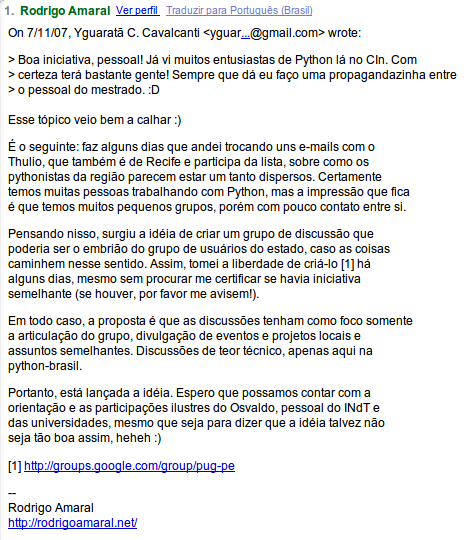 1. Rodrigo Amaral Ver perfil Traduzir para Português (Brasil)
On 7/11/07, Yguaratã C. Cavalcanti <yguar...@gmail.com> wrote:
> Boa iniciativa, pessoal! Já vi muitos entusiastas de Python lá no CIn. Com
> certeza terá bastante gente! Sempre que dá eu faço uma propagandazinha entre
> o pessoal do mestrado. :D
Esse tópico veio bem a calhar :)
É o seguinte: faz alguns dias que andei trocando uns e-mails com o
Thulio, que também é de Recife e participa da lista, sobre como os
pythonistas da região parecem estar um tanto dispersos. Certamente
temos muitas pessoas trabalhando com Python, mas a impressão que fica
é que temos muitos pequenos grupos, porém com pouco contato entre si.
Pensando nisso, surgiu a idéia de criar um grupo de discussão que
poderia ser o embrião do grupo de usuários do estado, caso as coisas
caminhem nesse sentido. Assim, tomei a liberdade de criá-lo [1] há
alguns dias, mesmo sem procurar me certificar se havia iniciativa
semelhante (se houver, por favor me avisem!).
Em todo caso, a proposta é que as discussões tenham como foco somente
a articulação do grupo, divulgação de eventos e projetos locais e
assuntos semelhantes. Discussões de teor técnico, apenas aqui na
python-brasil.
Portanto, está lançada a idéia. Espero que possamos contar com a
orientação e as participações ilustres do Osvaldo, pessoal do INdT e
das universidades, mesmo que seja para dizer que a idéia talvez não
seja tão boa assim, heheh :)
[1] http://groups.google.com/group/pug-pe
--
Rodrigo Amaral
http://rodrigoamaral.net/